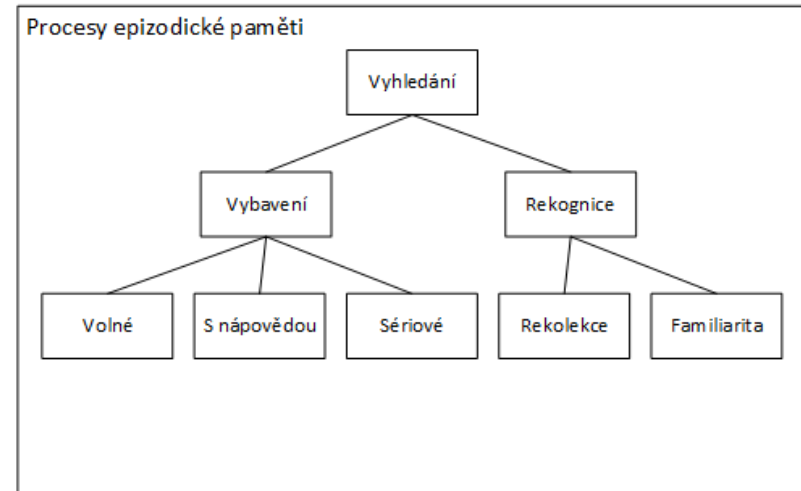 Procesy epizodické paměti
Vyhledání
Vybavení
Rekognice
Volné
S nápovědou
Sériové
Rekolekce
Familiarita